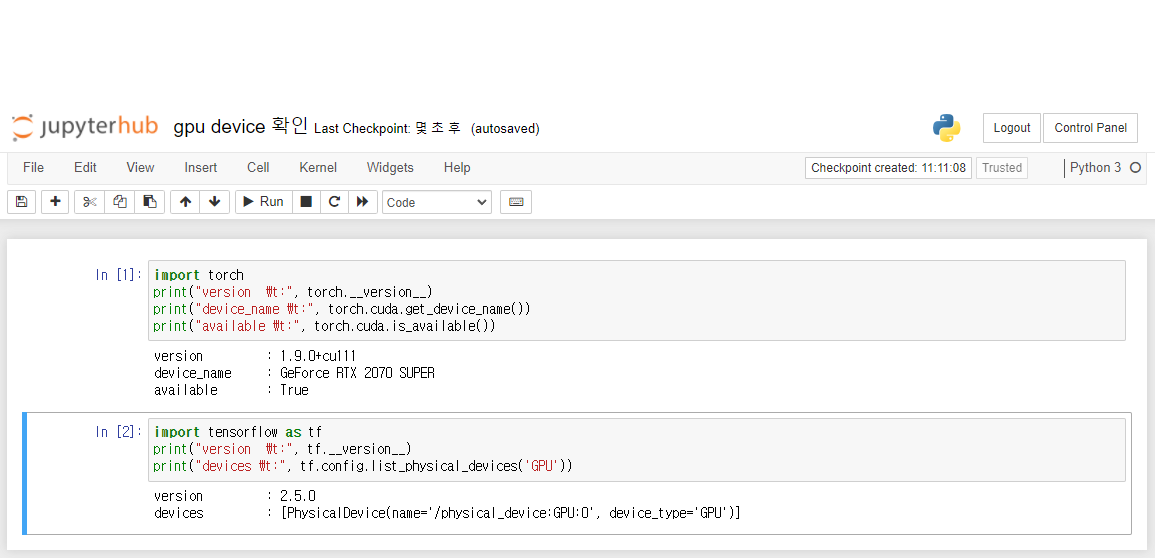 jupyterhub gpu device 확인 Last Checkpoint: 몇 초 후 (autosaved) Logout Control Panel
File Edit View Insert Cell Kernel Widgets Help Checkpoint created: 11:11:08 Trusted Python 3
Run Code
In [1]: import torch
print("version ₩t:", torch.__version__)
print("device_name ₩t:", torch.cuda.get_device_name())
print("available ₩t:", torch.cuda.is_available())
version : 1.9.0+cu111
device_name : GeForce RTX 2070 SUPER
available : True
In [2]: import tensorflow as tf
print("version ₩t:", tf.__version__)
print("devices ₩t:", tf.config.list_physical_devices('GPU'))
version : 2.5.0
devices : [PhysicalDevice(name='/physical_device:GPU:0', device_type='GPU')]